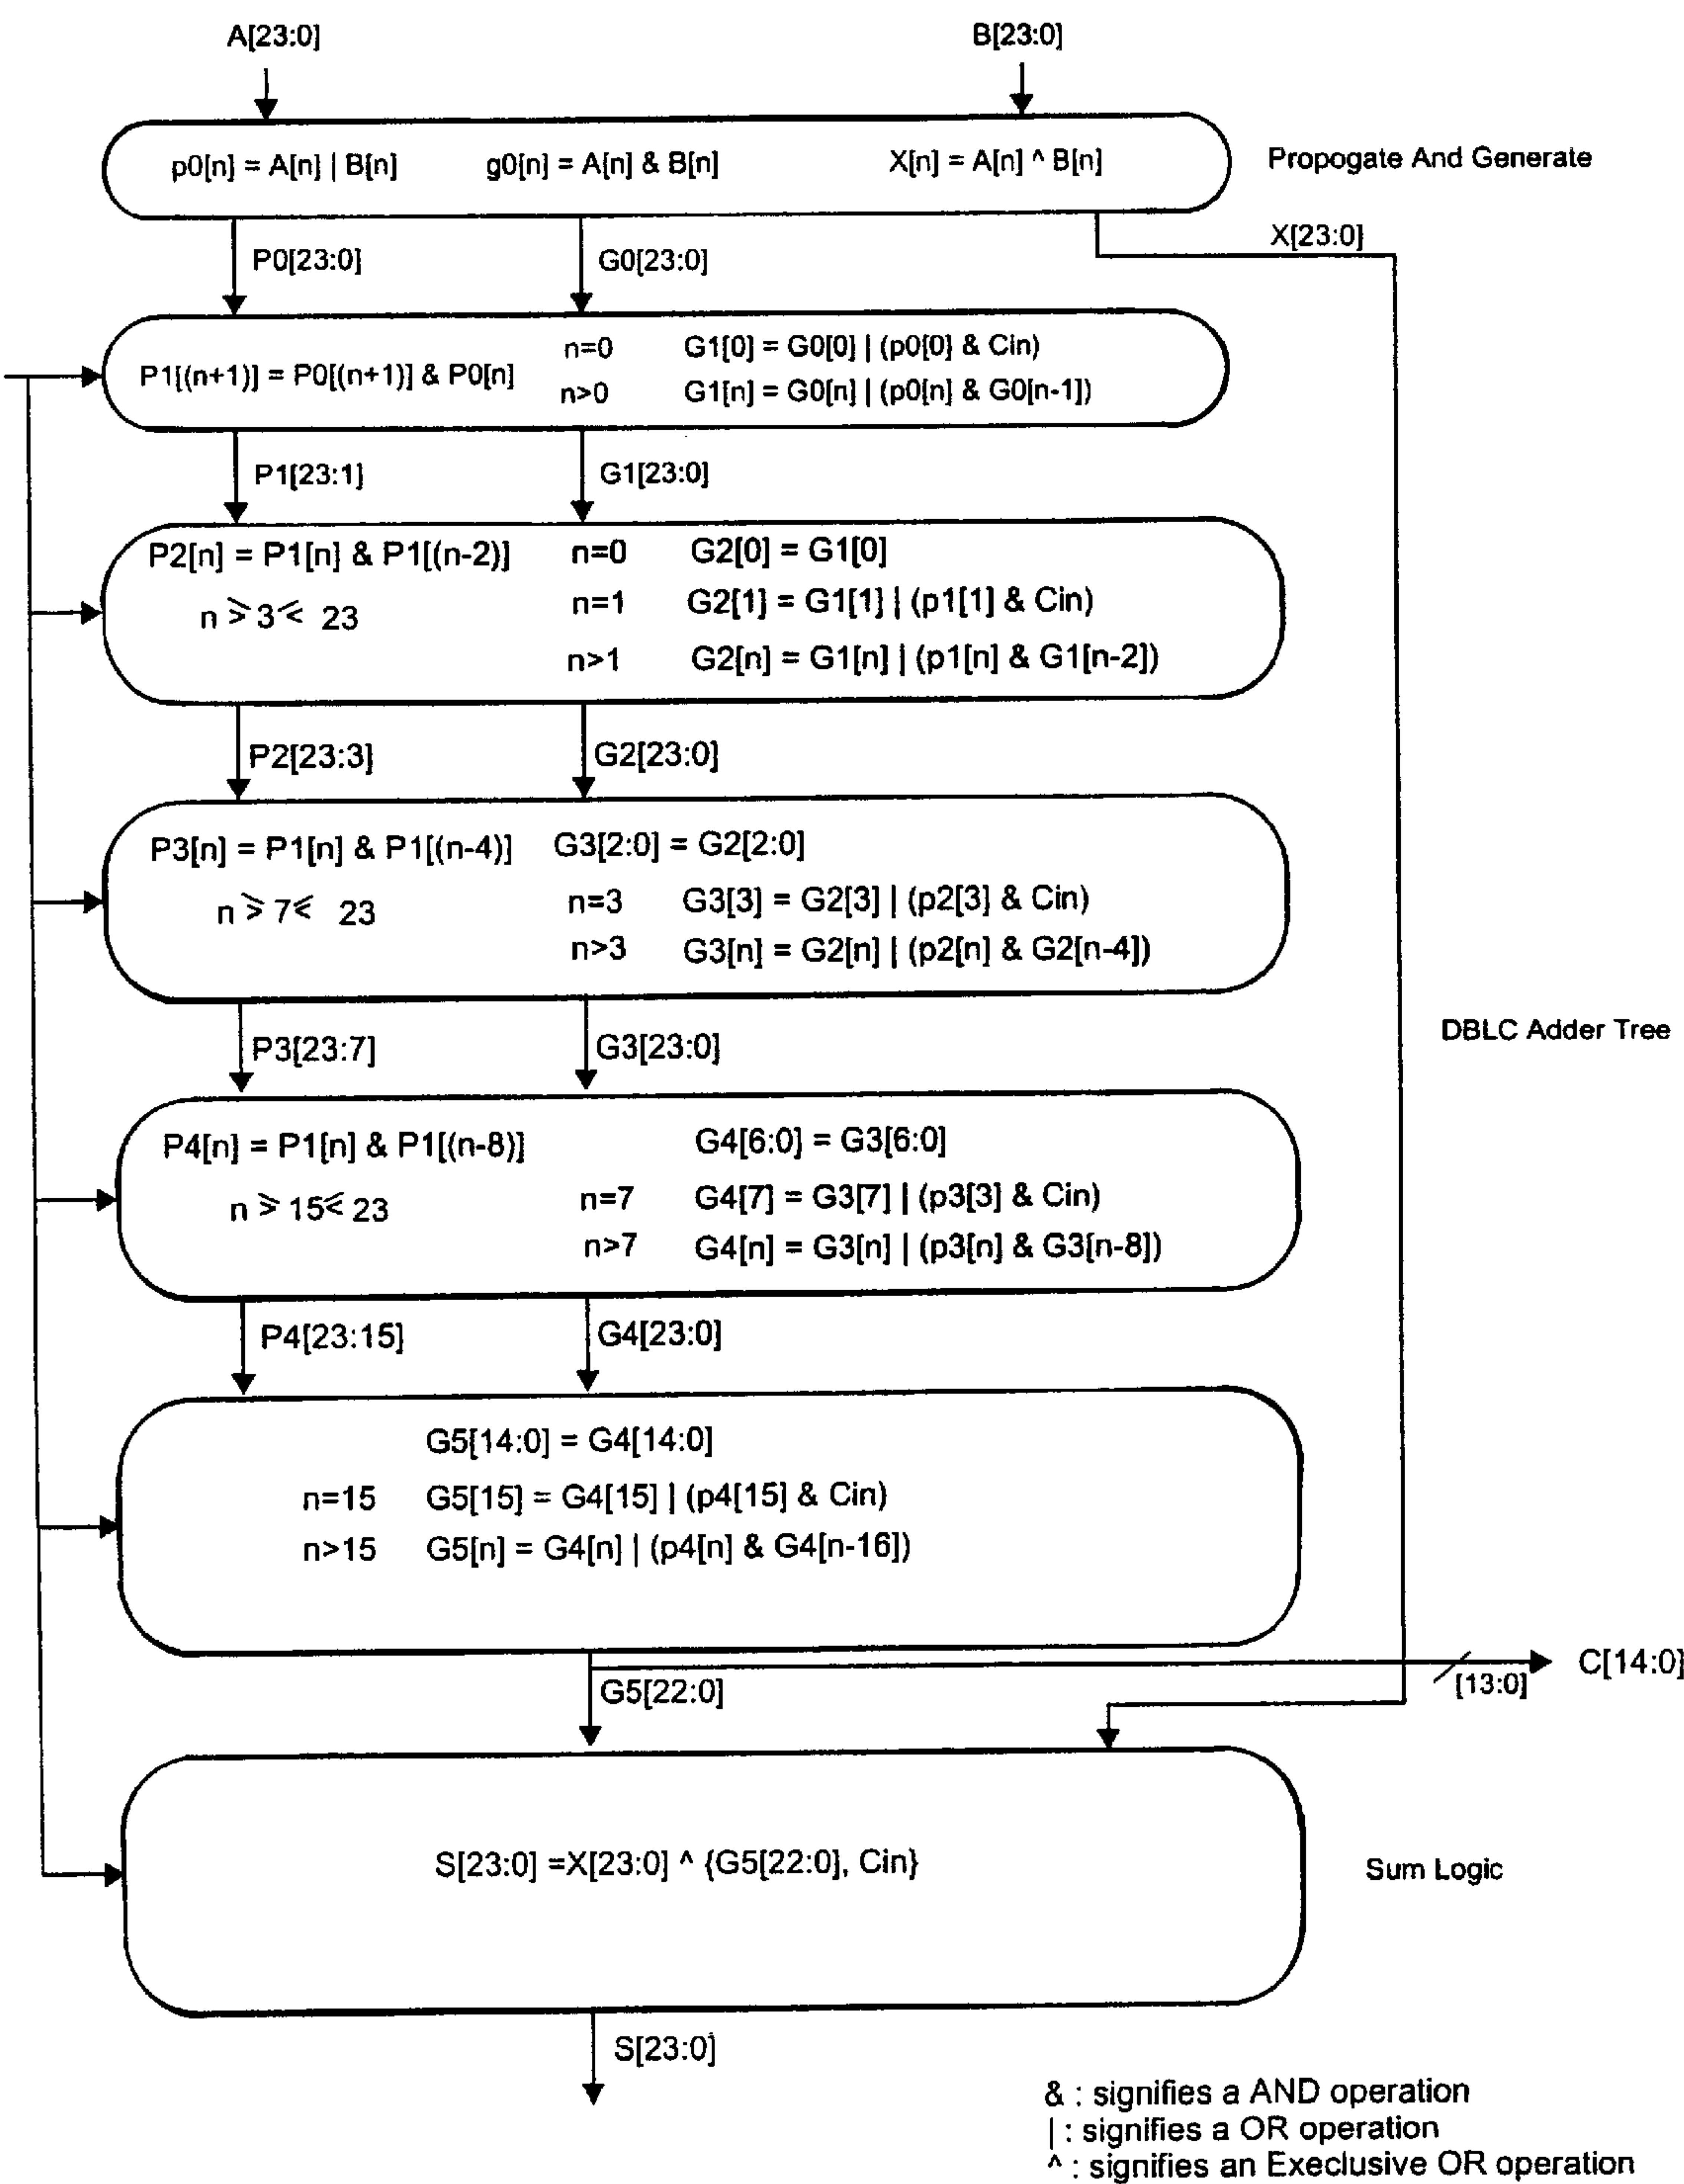 A[23:0] B[23:0]
p0[n] = A[n] | B[n] g0[n] = A[n] & B[n] X[n] = A[n] ^ B[n] Propogate And Generate
X[23:0]
P0[23:0] G0[23:0]
n=0 G1[0] = G0[0] | (p0[0} & Cin)
P1[(n+1)] = P0[(n+1)] & P0[n]
n>0 G1[n] = G0[n] | (p0[n] & G0[n-1])
P1[23:1] G1[23:0]
P2[n] = P1[n] & P1[(n-2)] n=0 G2[0] = G1[0]
n ⩾ 3 ⩽ 23 n=1 G2[1] = G1[1] | (p1[1] & Cin)
n>1 G2[n] = G1[n] | (p1[n] & G1[n-2])
P2[23:3] G2[23:0]
P3[n] = P1[n] & P1[(n-4)] G3[2:0] = G2[2:0]
n ⩾ 7 ⩽ 23 n=3 G3[3] = G2[3] | (p2[3] & Cin)
n>3 G3[n] = G2[n] | (p2[n] & G2[n-4])
DBLC Adder Tree
P3[23:7] G3[23:0]
P4[n] = P1[n] & P1[(n-8)] G4[6:0] = G3[6:0]
n ⩾ 15 ⩽ 23 n=7 G4[7] = G3[7] | (p3[3] & Cin)
n>7 G4[n] = G3[n] | (p3[n] & G3[n-8])
P4[23:15] G4[23:0]
G5[14:0] = G4[14:0]
n=15 G5[15] = G4[15] | (p4[15] & Cin)
n>15 G5[n] = G4[n] | (p4[n] & G4[n-16])
C[14:0]
G5[22:0] [13:0]
S[23:0] =X[23:0] ^ {G5[22:0], Cin} Sum Logic
S[23:0]
& : signifies a AND operation
| : signifies a OR operation
^ : signifies an Execlusive OR operation